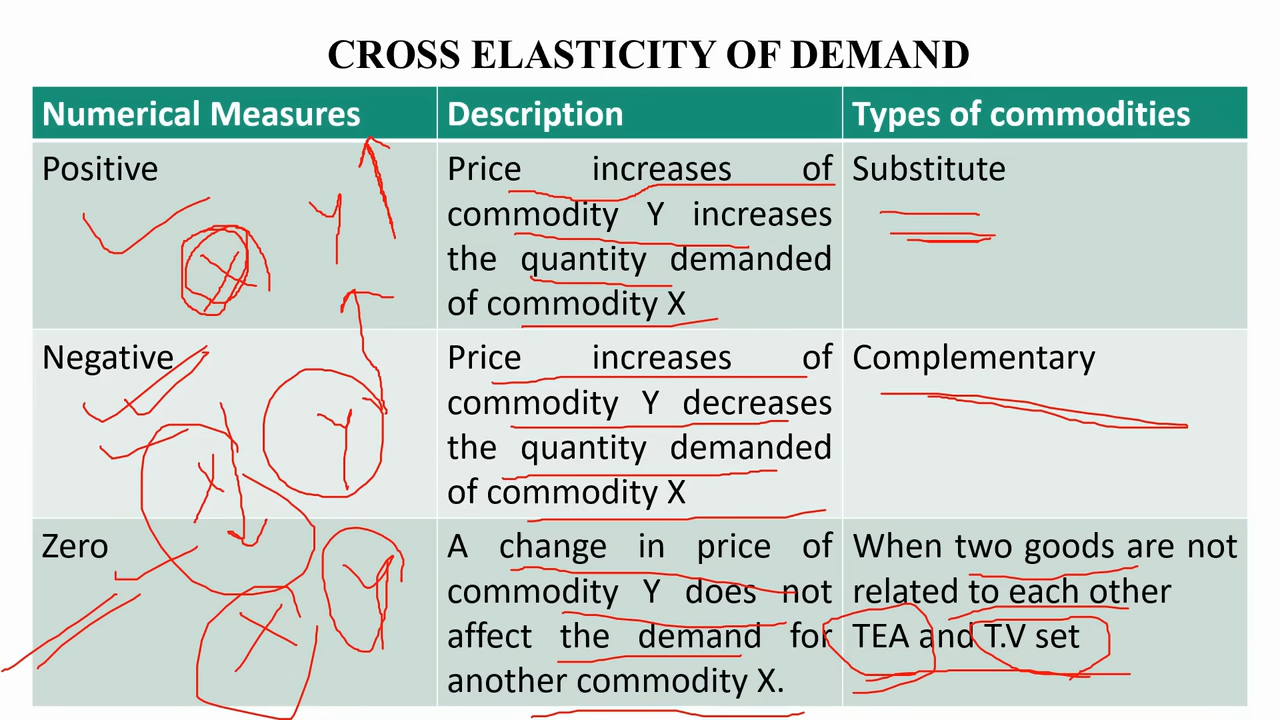 CROSS ELASTICITY OF DEMAND
Numerical Measures
Description
Types of commodities
Positive
Price increases of
commodity Y increases
the quantity demanded
of commodity X
Substitute
X
Y
Negative
Price increases of
commodity Y decreases
the quantity demanded
of commodity X
Complementary
X
Y
Zero
A change in price of
commodity Y does not
affect the demand for
another commodity X.
When two goods are not
related to each other
TEA and T.V set
X
Y